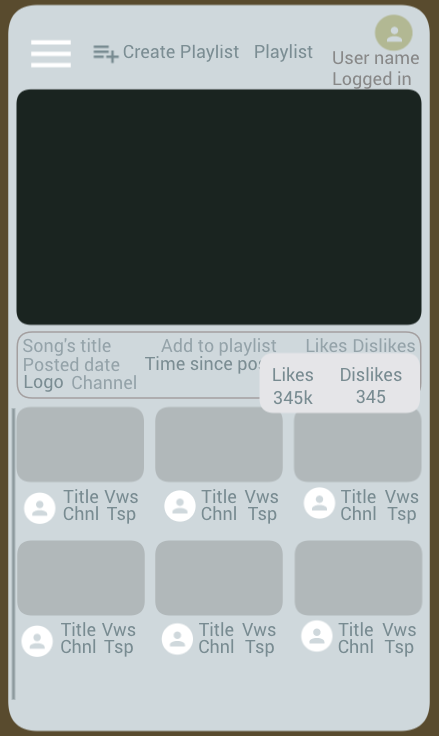 Create Playlist Playlist
User name
Logged in
Song's title Add to playlist Likes Dislikes
Posted date Time since pos
Logo Channel
Likes Dislikes
345k 345
Title Vws Title Vws Title Vws
Chnl Tsp Chnl Tsp Chnl Tsp
Title Vws Title Vws Title Vws
Chnl Tsp Chnl Tsp Chnl Tsp